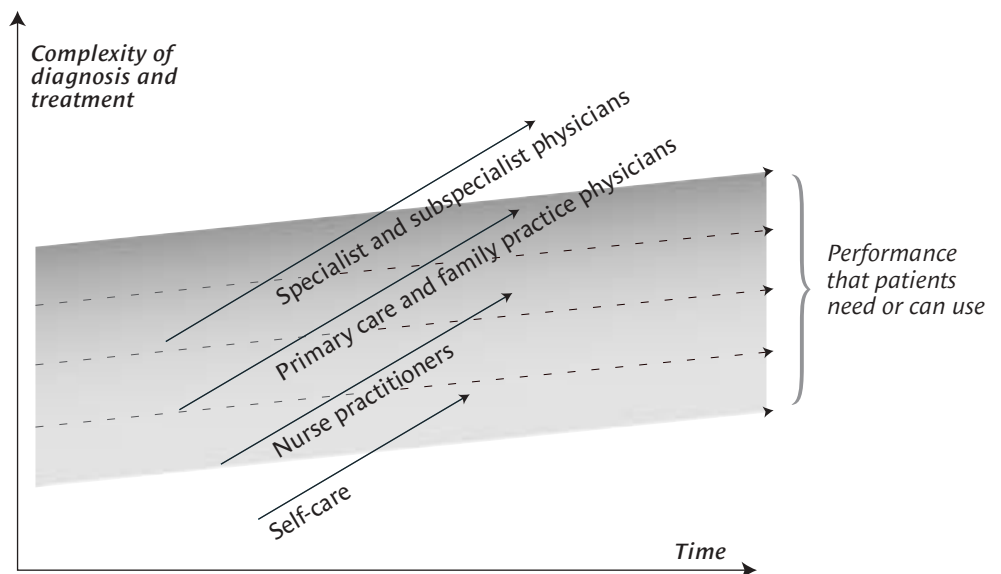 Complexity of
diagnosis and
treatment
Specialist and subspecialist physicians
Primary care and family practice physicians
Nurse practitioners
Self-care
Performance
that patients
need or can use
Time